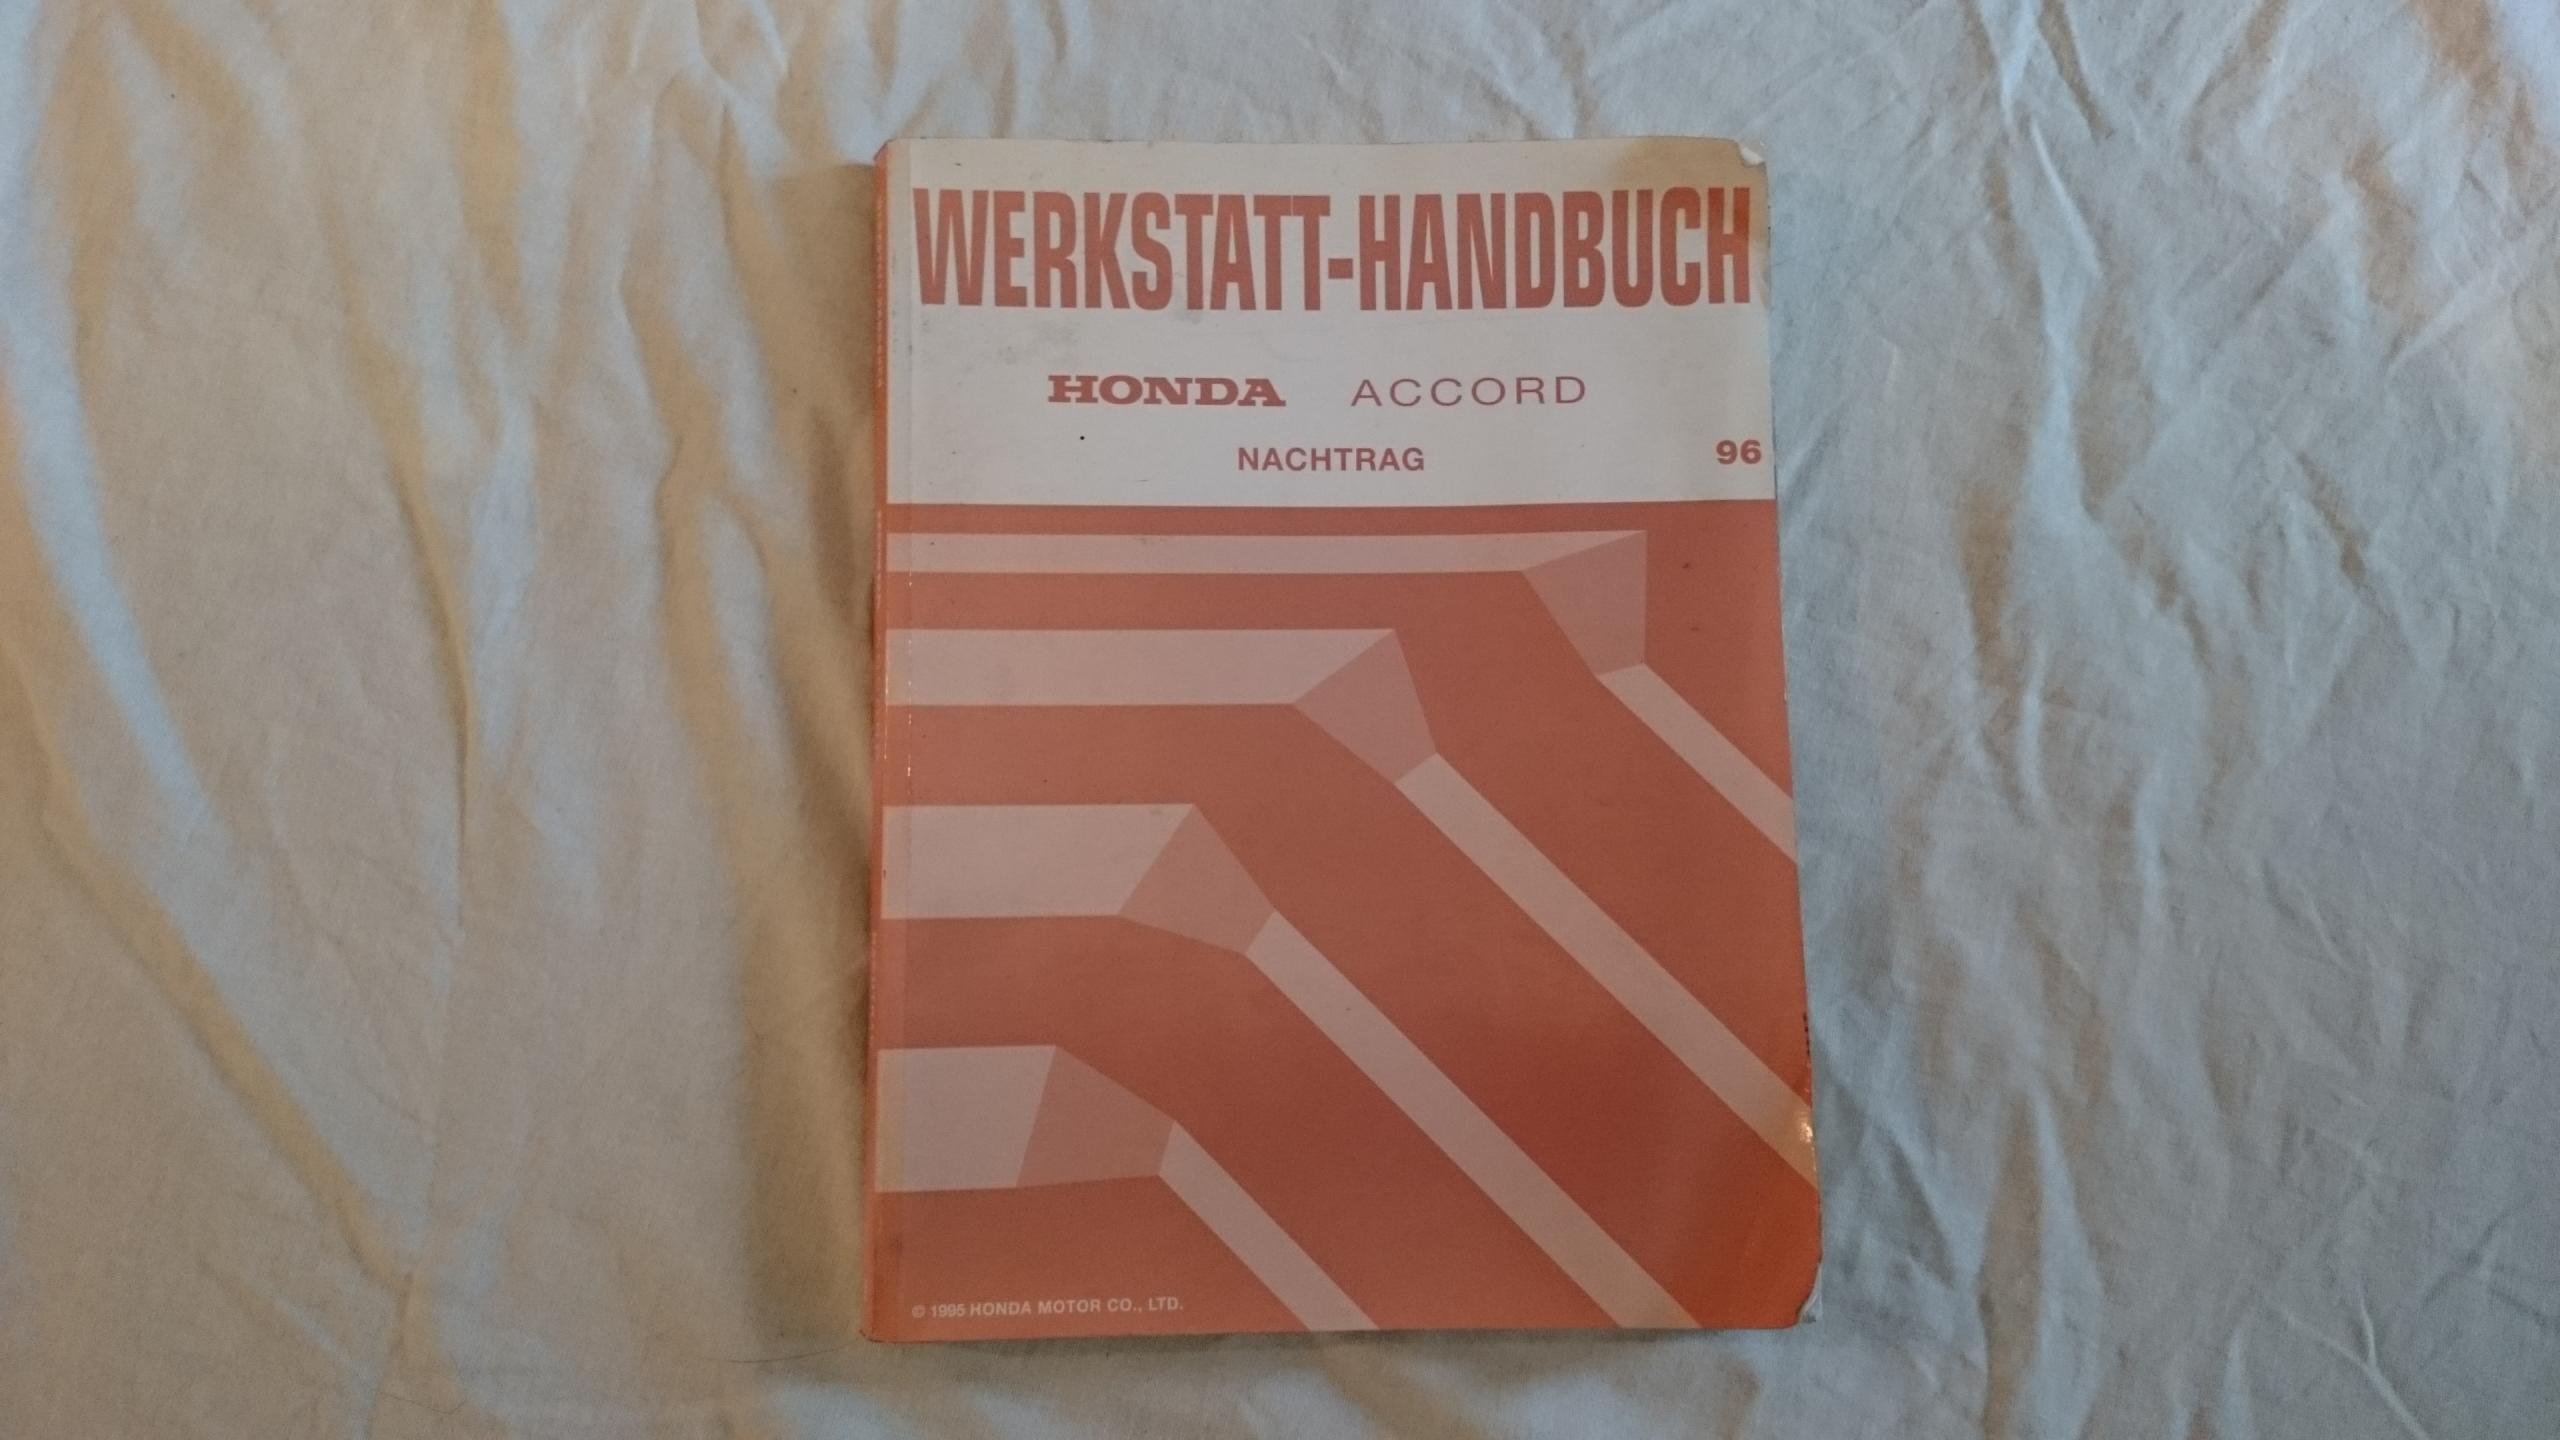 WERKSTATT-HANDBUCH
HONDA ACCORD
NACHTRAG 96
© 1995 HONDA MOTOR CO., LTD.